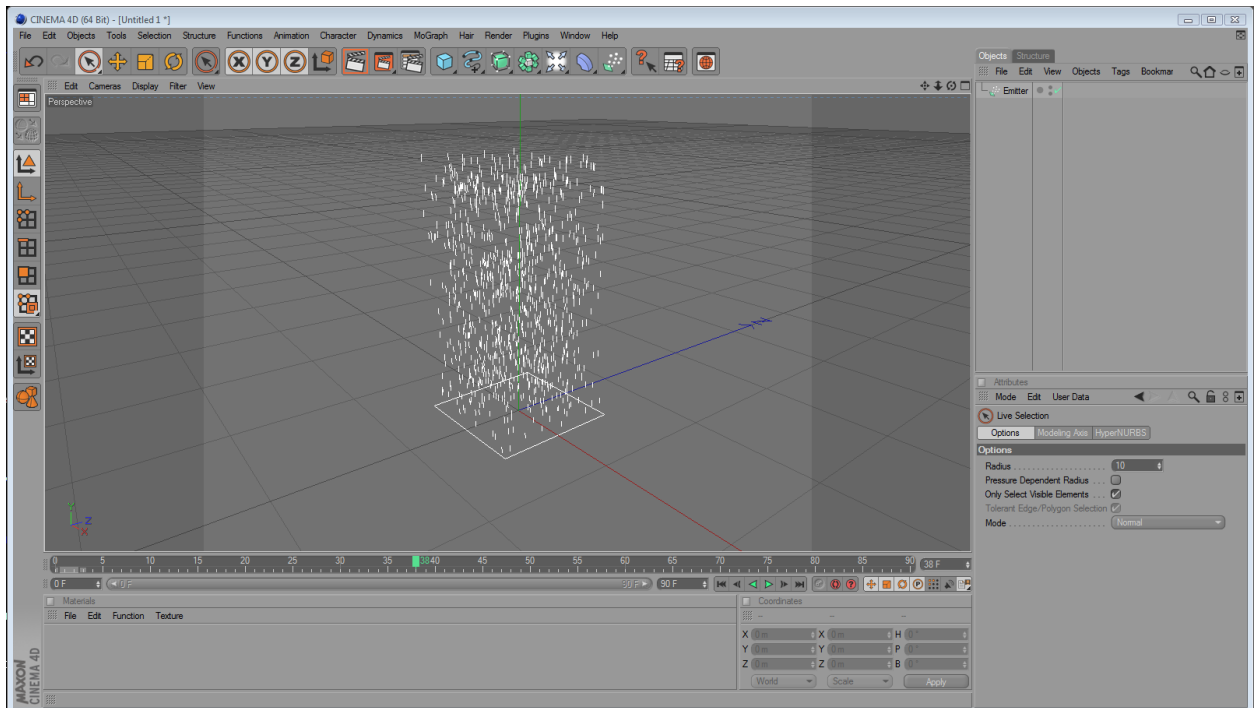 CINEMA 4D (64 Bit) - [Untitled 1 *]
File Edit Objects Tools Selection Structure Functions Animation Character Dynamics MoGraph Hair Render Plugins Window Help
X Y Z
Objects Structure
File Edit View Objects Tags Bookmar
Emitter
Edit Cameras Display Filter View
Perspective
Y
Z
X
Attributes
Mode Edit User Data
Live Selection
Options Modeling Axis HyperNURBS
Options
Radius 10
Pressure Dependent Radius
Only Select Visible Elements
Tolerant Edge/Polygon Selection
Mode Normal
0 5 10 15 20 25 30 35 3840 45 50 55 60 65 70 75 80 85 90 38 F
0 F 0 F 90 F 90 F
Materials
File Edit Function Texture
Coordinates
X 0 m X 0 m H 0 °
Y 0 m Y 0 m P 0 °
Z 0 m Z 0 m B 0 °
World Scale Apply
MAXON
CINEMA 4D